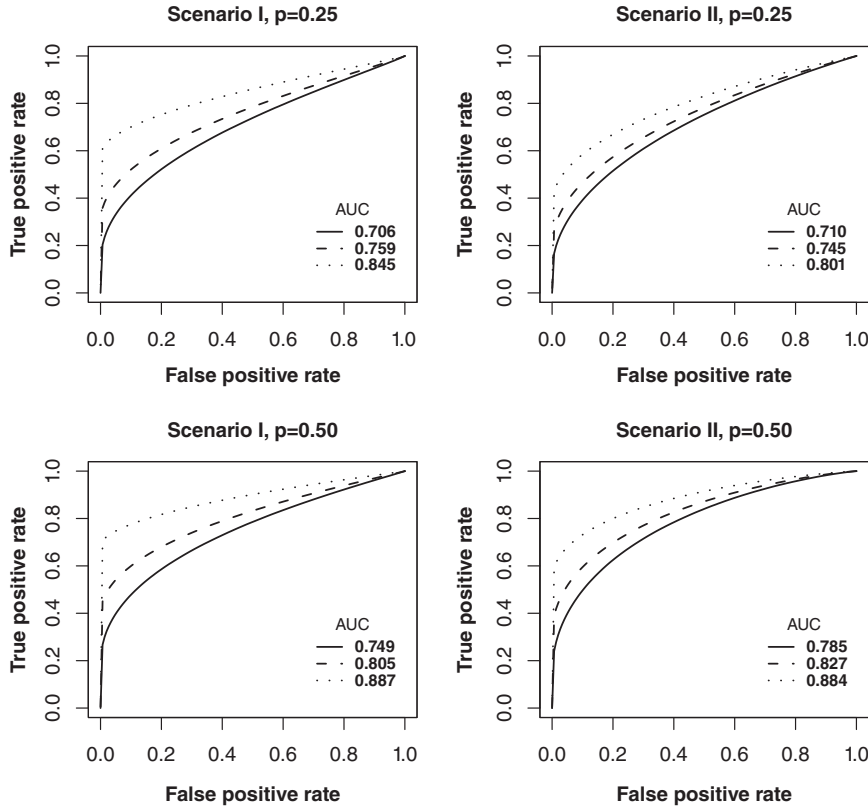 Scenario I, p=0.25
True positive rate
0.0 0.2 0.4 0.6 0.8 1.0
AUC
0.706
0.759
0.845
0.0 0.2 0.4 0.6 0.8 1.0
False positive rate
Scenario II, p=0.25
True positive rate
0.0 0.2 0.4 0.6 0.8 1.0
AUC
0.710
0.745
0.801
0.0 0.2 0.4 0.6 0.8 1.0
False positive rate
Scenario I, p=0.50
True positive rate
0.0 0.2 0.4 0.6 0.8 1.0
AUC
0.749
0.805
0.887
0.0 0.2 0.4 0.6 0.8 1.0
False positive rate
Scenario II, p=0.50
True positive rate
0.0 0.2 0.4 0.6 0.8 1.0
AUC
0.785
0.827
0.884
0.0 0.2 0.4 0.6 0.8 1.0
False positive rate